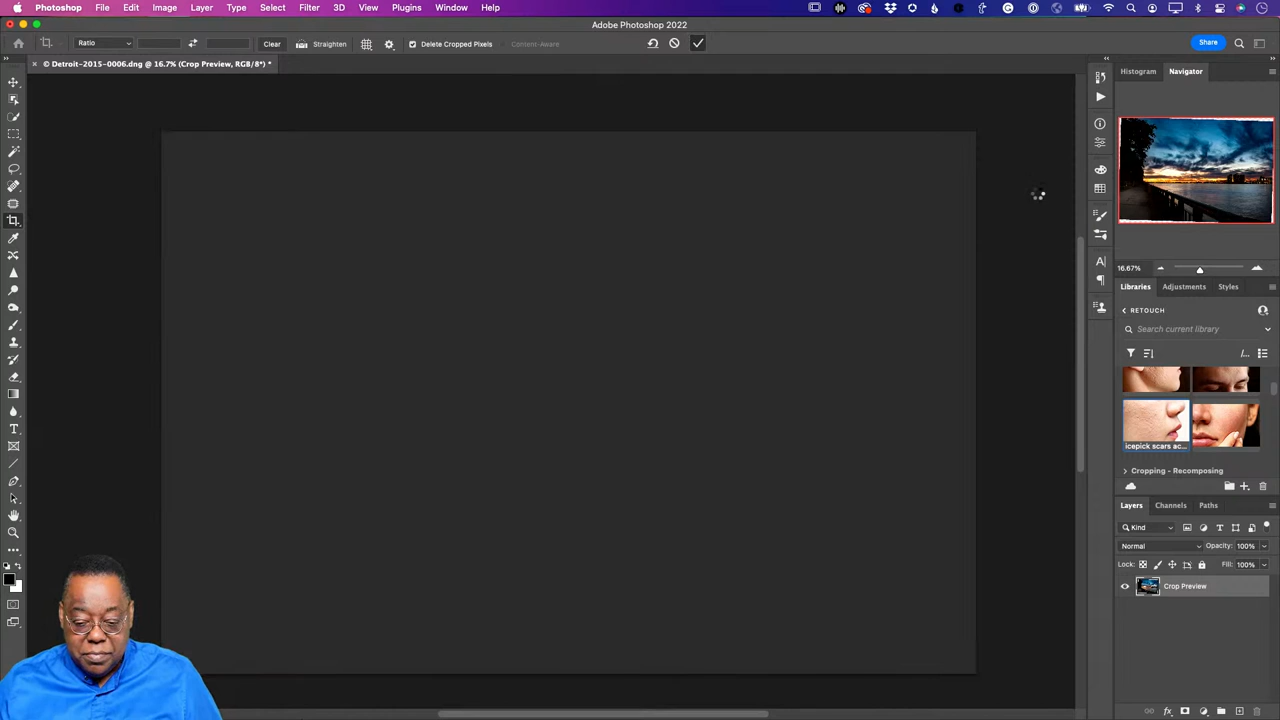 Photoshop File Edit Image Layer Type Select Filter 3D View Plugins Window Help
Adobe Photoshop 2022
Ratio Clear Straighten Delete Cropped Pixels Content-Aware Share
© Detroit-2015-0006.dng @ 16.7% (Crop Preview, RGB/8*) *
Histogram Navigator
16.67%
Libraries Adjustments Styles
RETOUCH
Search current library
icepick scars ac...
Cropping - Recomposing
Layers Channels Paths
Kind
Normal Opacity: 100%
Lock: Fill: 100%
Crop Preview